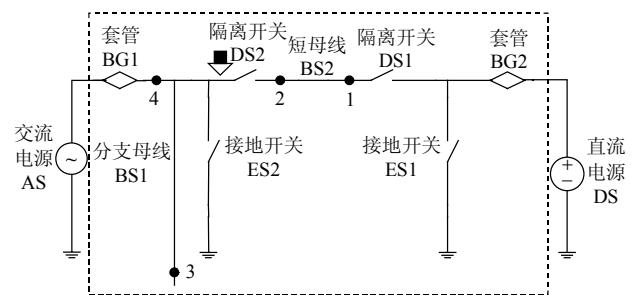 套管
BG1
隔离开关
DS2
短母线
BS2
隔离开关
DS1
套管
BG2
4
2
1
交流
电源
AS
~
分支母线
BS1
接地开关
ES2
接地开关
ES1
+
−
直流
电源
DS
3